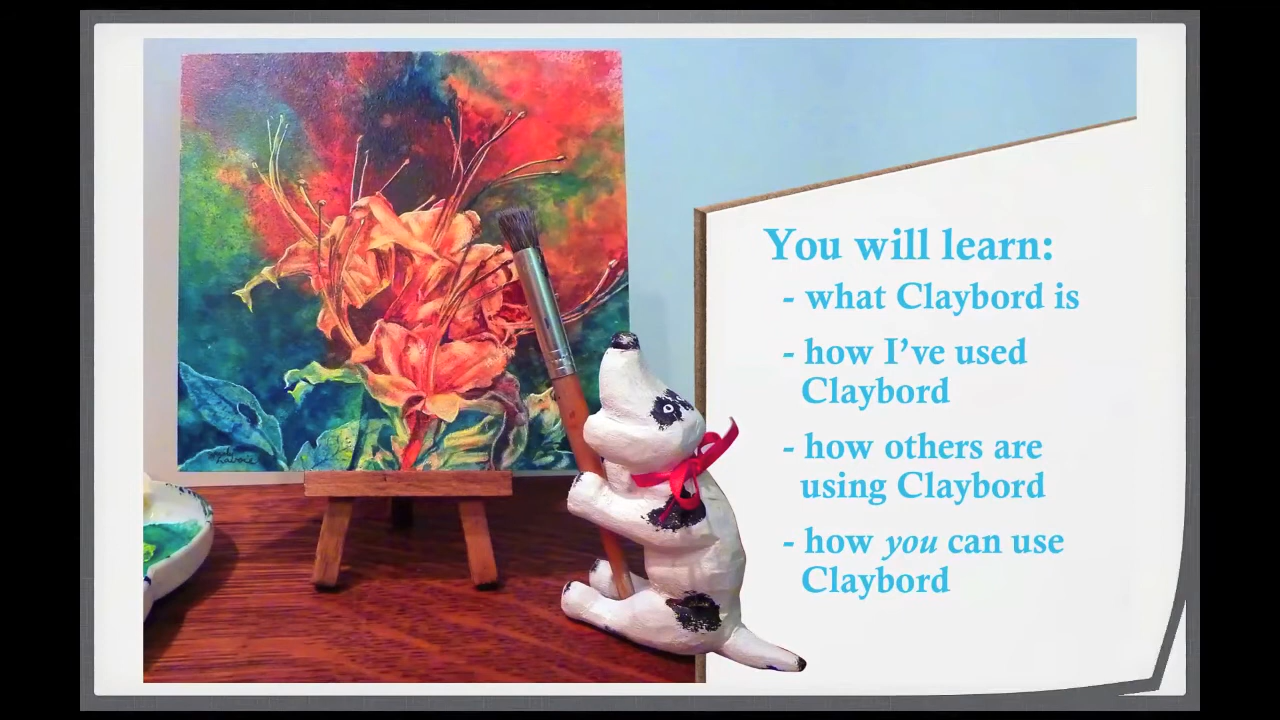 You will learn:
- what Claybord is
- how I've used
Claybord
- how others are
using Claybord
- how you can use
Claybord